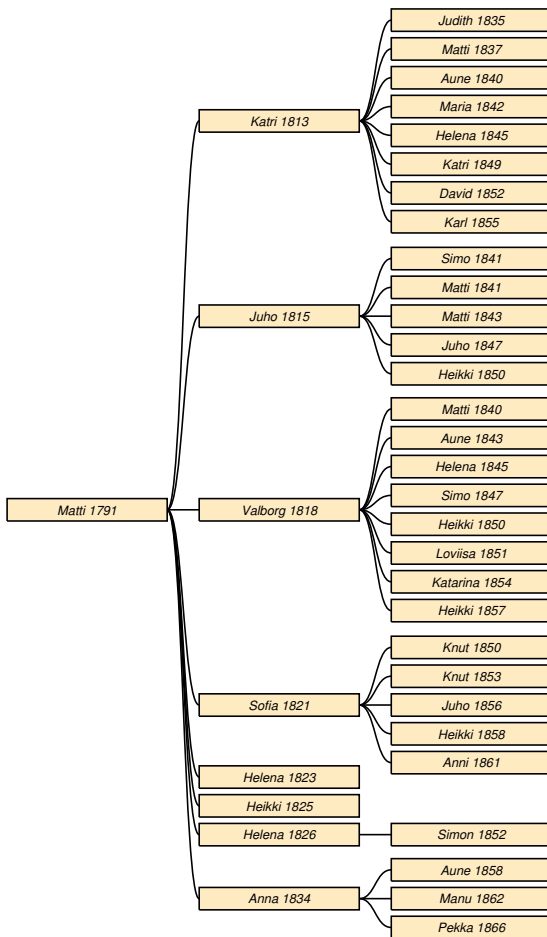 Judith 1835
Matti 1837
Aune 1840
Maria 1842
Katri 1813
Helena 1845
Katri 1849
David 1852
Karl 1855
Simo 1841
Matti 1841
Juho 1815
Matti 1843
Juho 1847
Heikki 1850
Matti 1840
Aune 1843
Helena 1845
Simo 1847
Matti 1791
Valborg 1818
Heikki 1850
Loviisa 1851
Katarina 1854
Heikki 1857
Knut 1850
Knut 1853
Sofia 1821
Juho 1856
Heikki 1858
Anni 1861
Helena 1823
Heikki 1825
Helena 1826
Simon 1852
Aune 1858
Anna 1834
Manu 1862
Pekka 1866